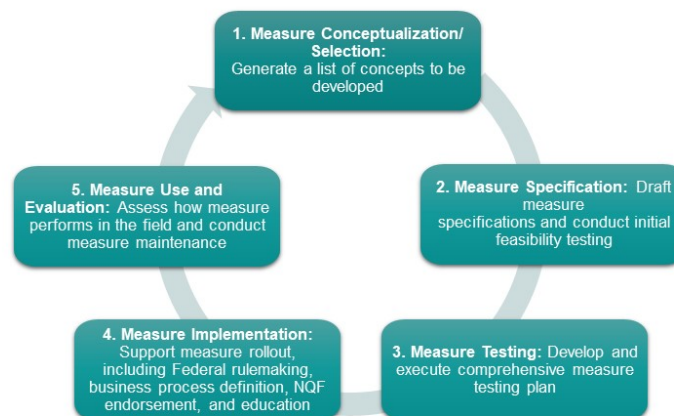 1. Measure Conceptualization/
Selection:
Generate a list of concepts to be
developed
2. Measure Specification: Draft
measure
specifications and conduct initial
feasibility testing
3. Measure Testing: Develop and
execute comprehensive measure
testing plan
4. Measure Implementation:
Support measure rollout,
including Federal rulemaking,
business process definition, NQF
endorsement, and education
5. Measure Use and
Evaluation: Assess how measure
performs in the field and conduct
measure maintenance